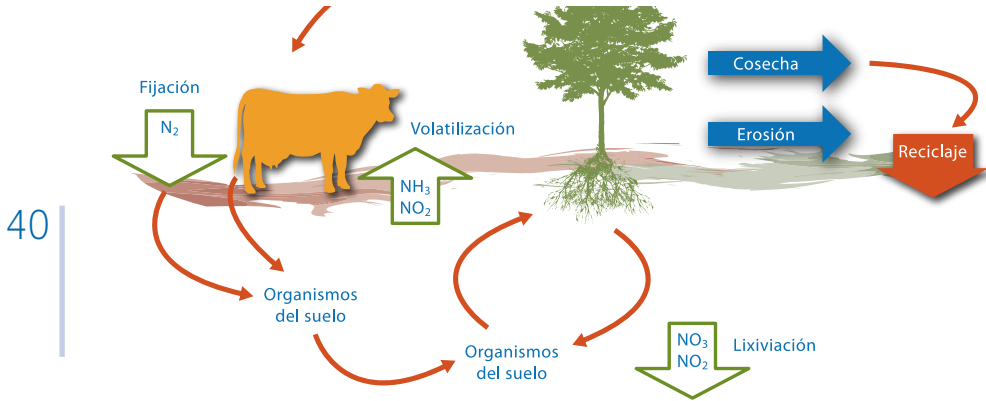 Fijación
N₂
Volatilización
NH₃
NO₂
Cosecha
Erosión
Reciclaje
40
Organismos
del suelo
Organismos
del suelo
NO₃
NO₂
Lixiviación